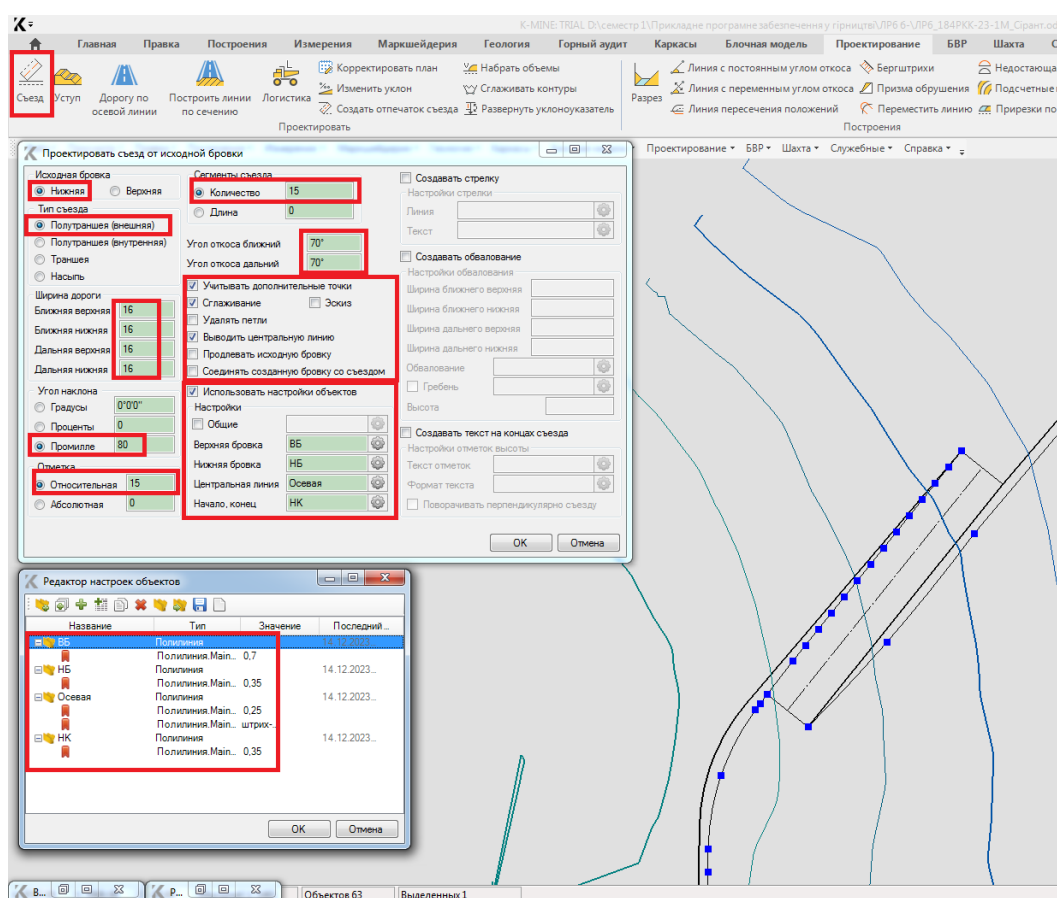 K-MINE: TRIAL D:\семестр 1\Прикладне програмне забезпечення у гірництві\ЛР6 6-\ЛР6_184РКК-23-1М_Сірант.od
Главная Правка Построения Измерения Маркшейдерия Геология Горный аудит Каркасы Блочная модель Проектирование БВР Шахта С
Съезд
Уступ
Дорогу по осевой линии
Построить линии по сечению
Логистика
Корректировать план
Изменить уклон
Создать отпечаток съезда
Набрать объемы
Сглаживать контуры
Развернуть уклоноуказатель
Проектировать
Разрез
Линия с постоянным углом откоса
Линия с переменным углом откоса
Линия пересечения положений
Бергштрихи
Призма обрушения
Переместить линию
Недостающа
Подсчетные
Прирезки по
Построения
Проектирование БВР Шахта Служебные Справка
Проектировать съезд от исходной бровки
Исходная бровка
Нижняя Верхняя
Тип съезда
Полутраншея (внешняя)
Полутраншея (внутренняя)
Траншея
Насыпь
Ширина дороги
Ближняя верхняя 16
Ближняя нижняя 16
Дальняя верхняя 16
Дальняя нижняя 16
Угол наклона
Градусы 0°0'0"
Проценты 0
Промилле 80
Отметка
Относительная 15
Абсолютная 0
Сегменты съезда
Количество 15
Длина 0
Угол откоса ближний 70°
Угол откоса дальний 70°
Учитывать дополнительные точки
Сглаживание Эскиз
Удалять петли
Выводить центральную линию
Продлевать исходную бровку
Соединять созданную бровку со съездом
Использовать настройки объектов
Настройки
Общие
Верхняя бровка ВБ
Нижняя бровка НБ
Центральная линия Осевая
Начало, конец НК
Создавать стрелку
Настройки стрелки
Линия
Текст
Создавать обвалование
Настройки обвалования
Ширина ближнего верхняя
Ширина ближнего нижняя
Ширина дальнего верхняя
Ширина дальнего нижняя
Обвалование
Гребень
Высота
Создавать текст на концах съезда
Настройки отметок высоты
Текст отметок
Формат текста
Поворачивать перпендикулярно съезду
OK Отмена
Редактор настроек объектов
Название Тип Значение Последний...
ВБ Полилиния 14.12.2023...
Полилиния.Main... 0,7
НБ Полилиния 14.12.2023...
Полилиния.Main... 0,35
Осевая Полилиния 14.12.2023...
Полилиния.Main... 0,25
Полилиния.Main... штрих-...
НК Полилиния 14.12.2023...
Полилиния.Main... 0,35
OK Отмена
В... Р... Объектов 63 Выделенных 1